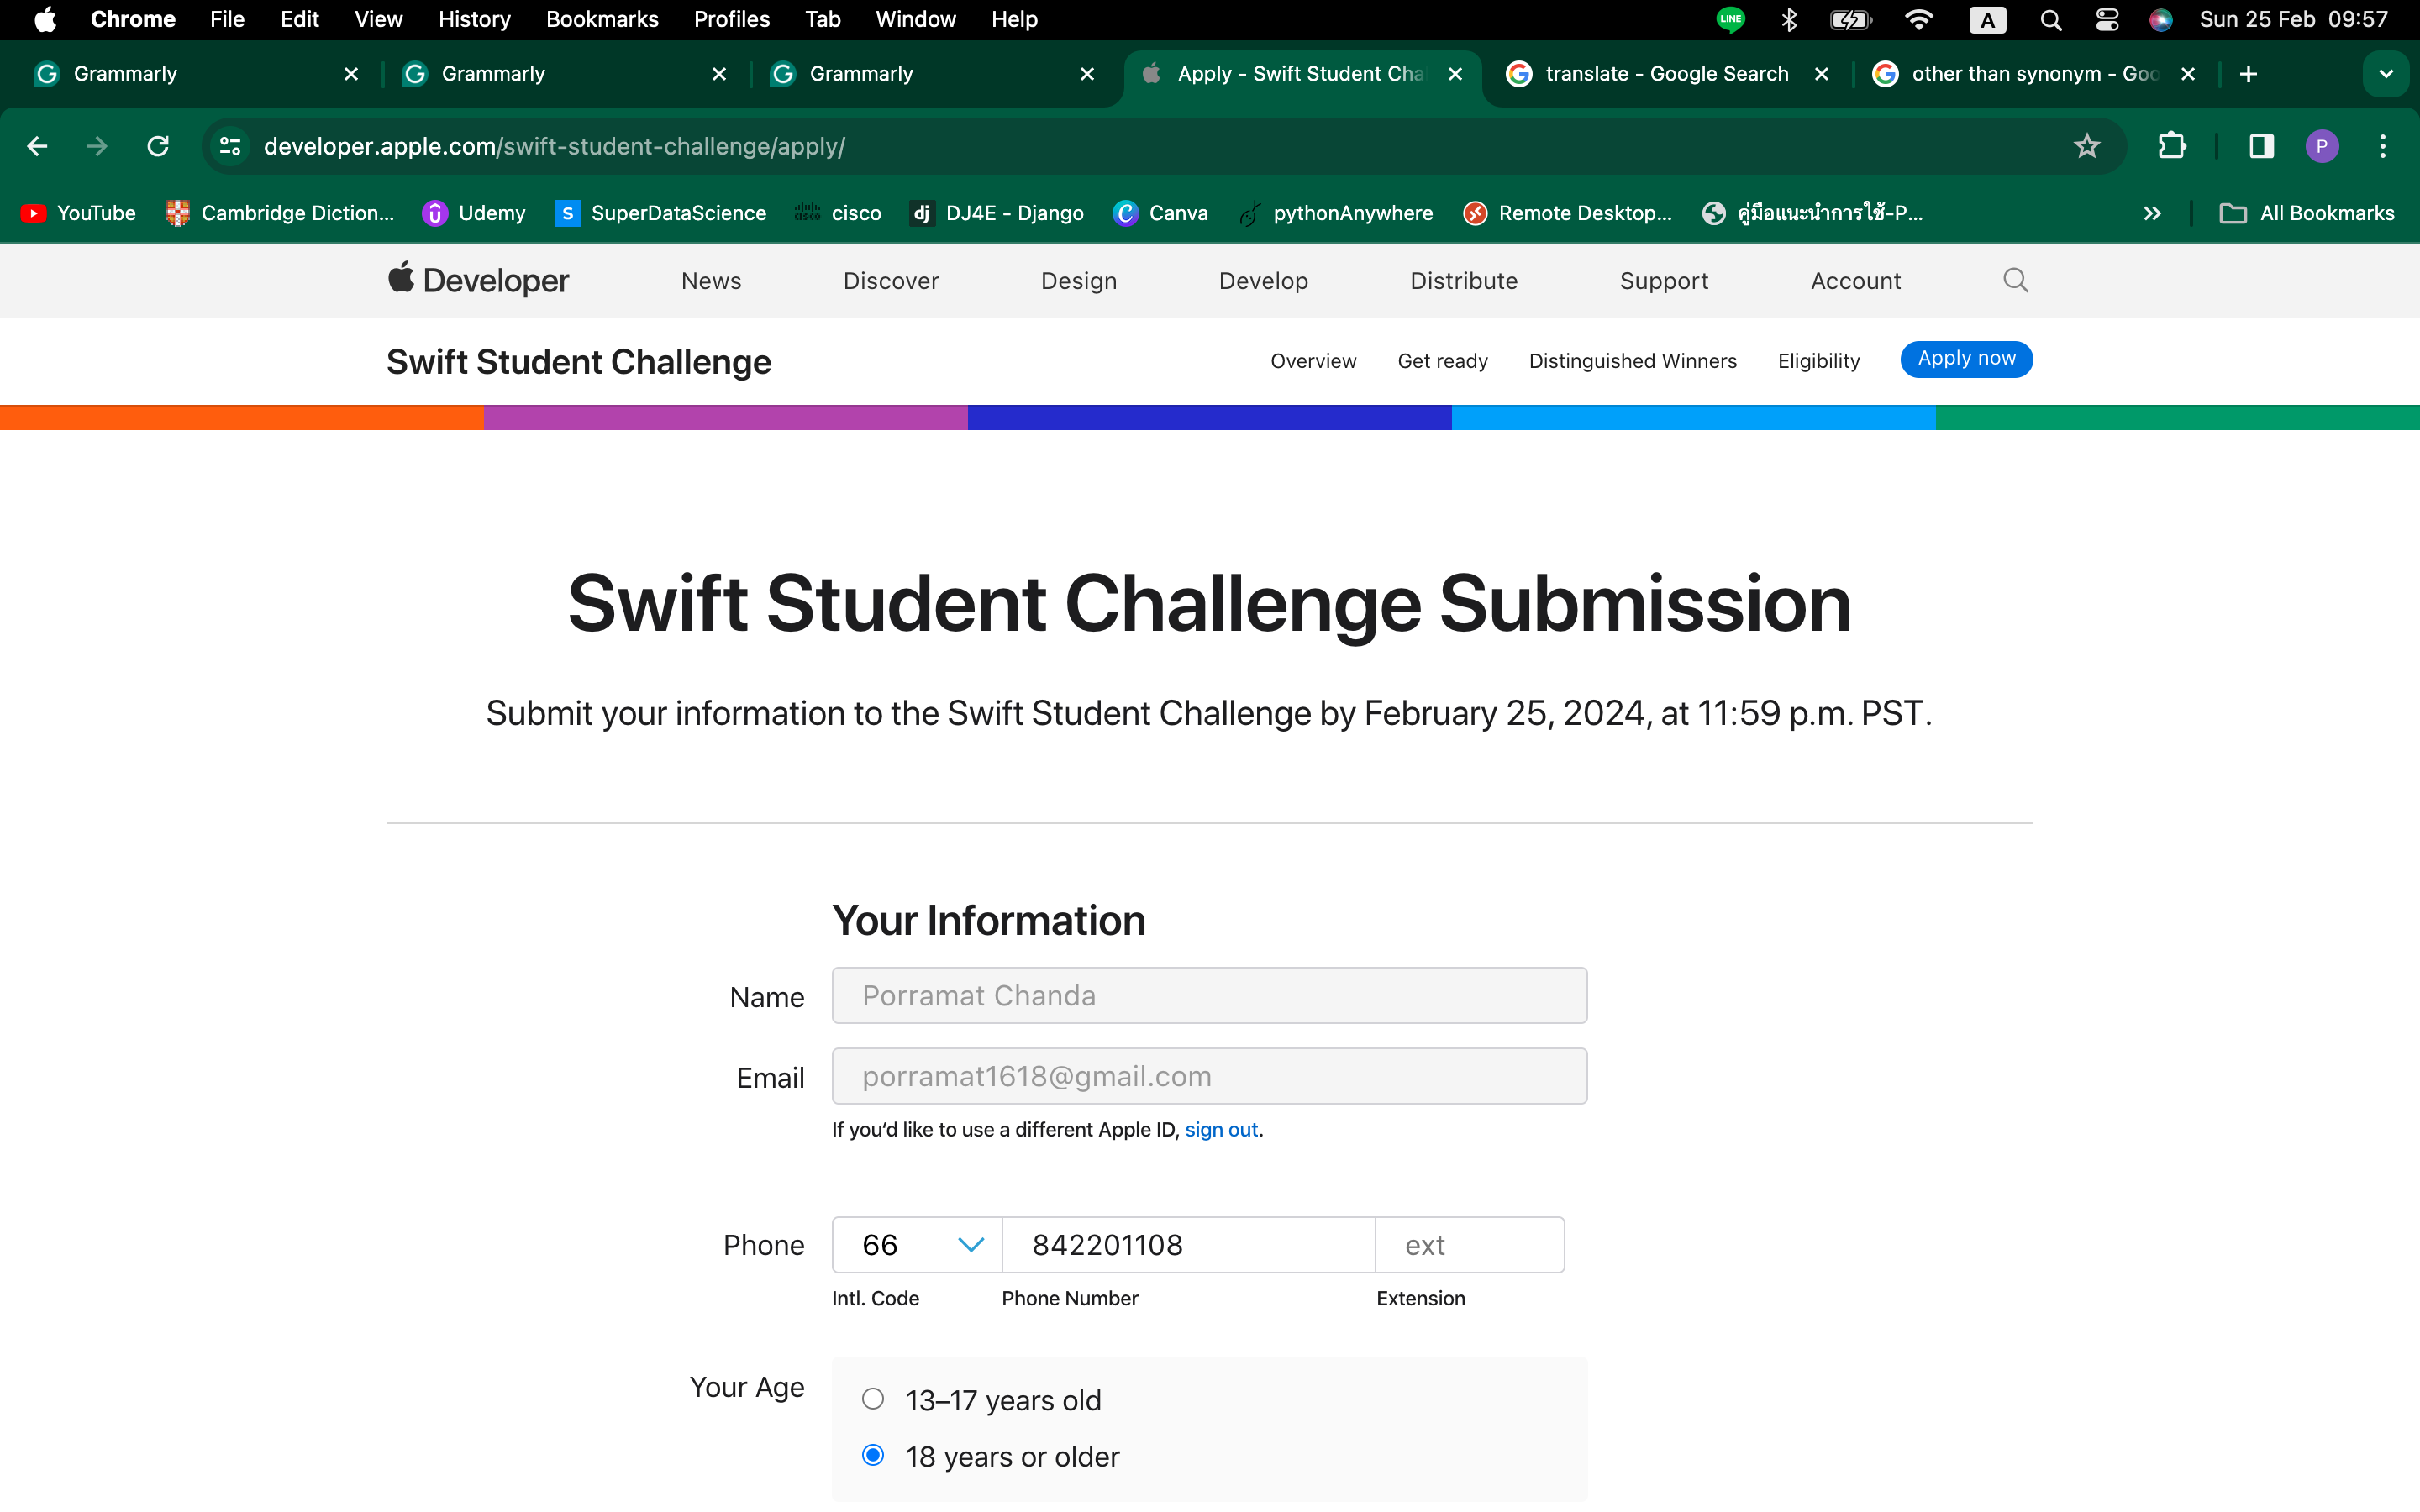 Chrome File Edit View History Bookmarks Profiles Tab Window Help LINE A Sun 25 Feb 09:57
Grammarly Grammarly Grammarly Apply - Swift Student Cha translate - Google Search other than synonym - Goo
developer.apple.com/swift-student-challenge/apply/ P
YouTube Cambridge Diction... Udemy S SuperDataScience cisco dj DJ4E - Django Canva pythonAnywhere Remote Desktop... คู่มือแนะนำการใช้-P... All Bookmarks
Developer News Discover Design Develop Distribute Support Account
Swift Student Challenge Overview Get ready Distinguished Winners Eligibility Apply now
Swift Student Challenge Submission
Submit your information to the Swift Student Challenge by February 25, 2024, at 11:59 p.m. PST.
Your Information
Name Porramat Chanda
Email porramat1618@gmail.com
If you'd like to use a different Apple ID, sign out.
Phone 66 842201108 ext
Intl. Code Phone Number Extension
Your Age 13–17 years old
18 years or older